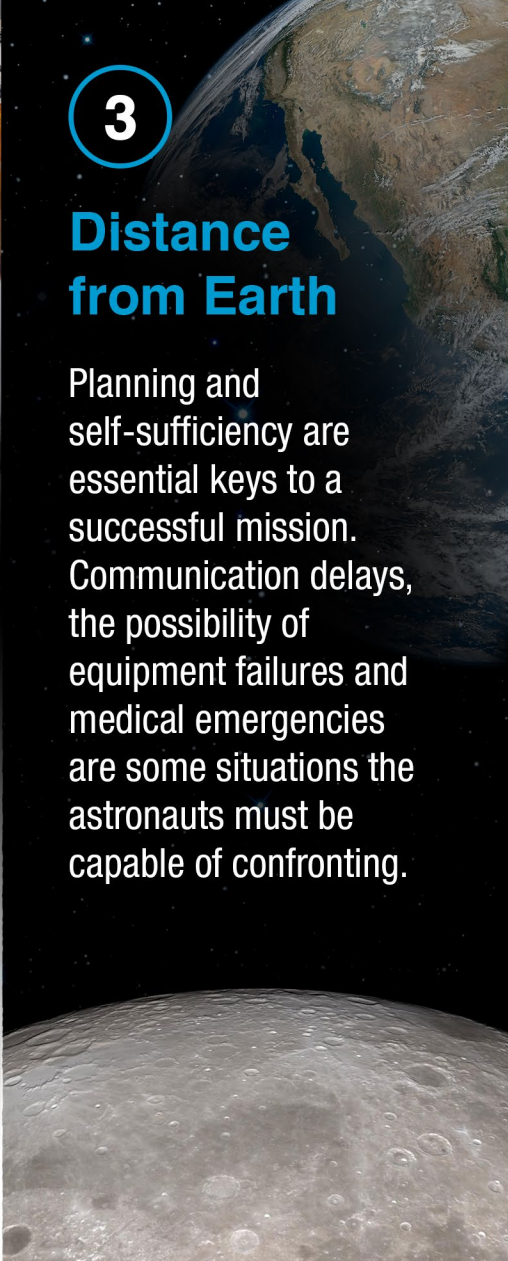 3
Distance
from Earth
Planning and
self-sufficiency are
essential keys to a
successful mission.
Communication delays,
the possibility of
equipment failures and
medical emergencies
are some situations the
astronauts must be
capable of confronting.